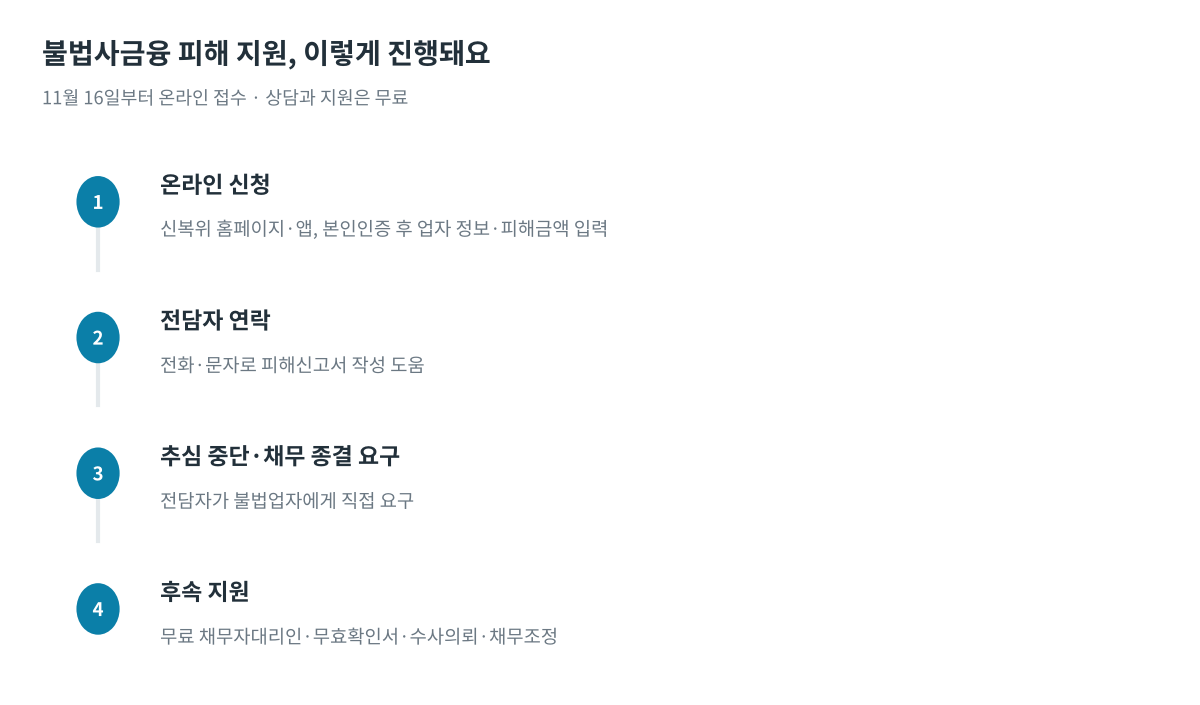 불법사금융 피해 지원, 이렇게 진행돼요
11월 16일부터 온라인 접수 · 상담과 지원은 무료
1
온라인 신청
신복위 홈페이지·앱, 본인인증 후 업자 정보·피해금액 입력
2
전담자 연락
전화·문자로 피해신고서 작성 도움
3
추심 중단·채무 종결 요구
전담자가 불법업자에게 직접 요구
4
후속 지원
무료 채무자대리인·무효확인서·수사의뢰·채무조정